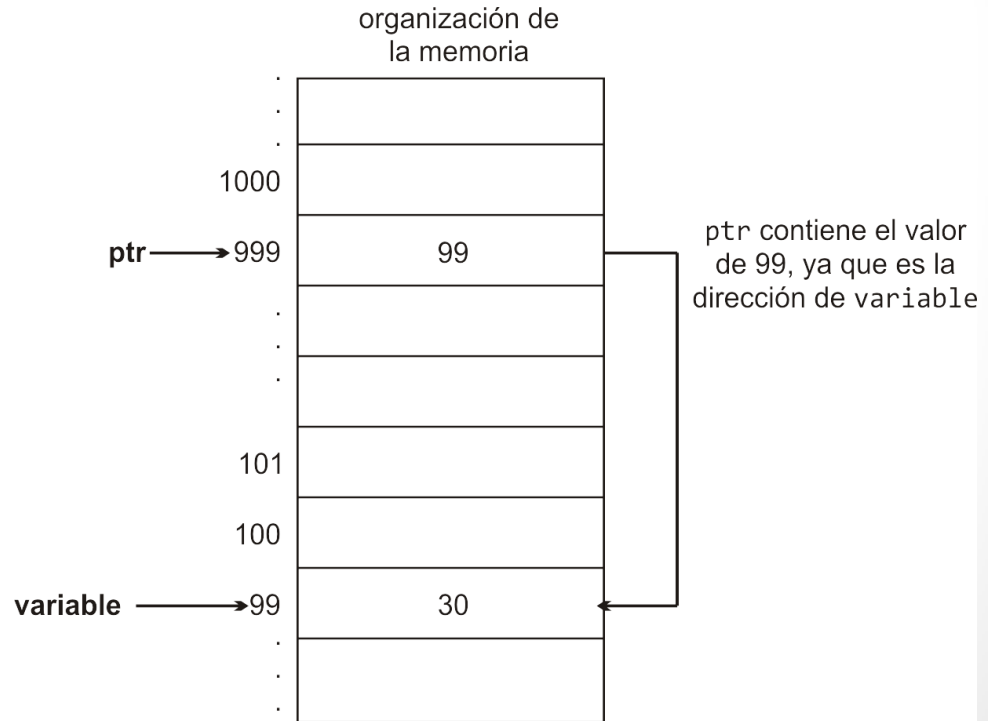 organización de
la memoria
.
.
.
1000
ptr 999 99
ptr contiene el valor
de 99, ya que es la
dirección de variable
.
.
.
101
100
variable 99 30
.
.
.